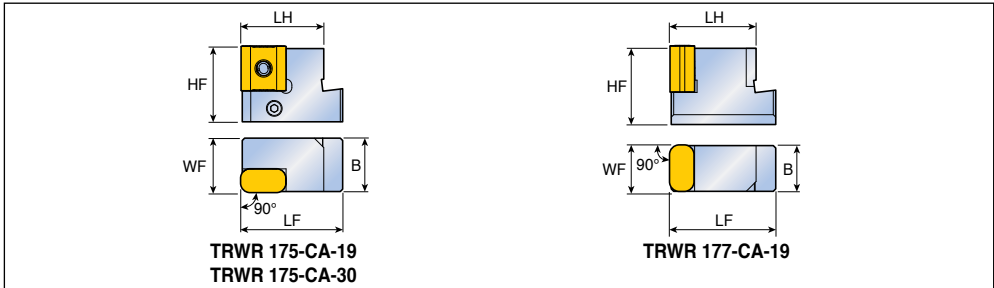 LH
HF
WF
B
90°
LF
TRWR 175-CA-19
TRWR 175-CA-30
LH
HF
WF
90°
B
LF
TRWR 177-CA-19